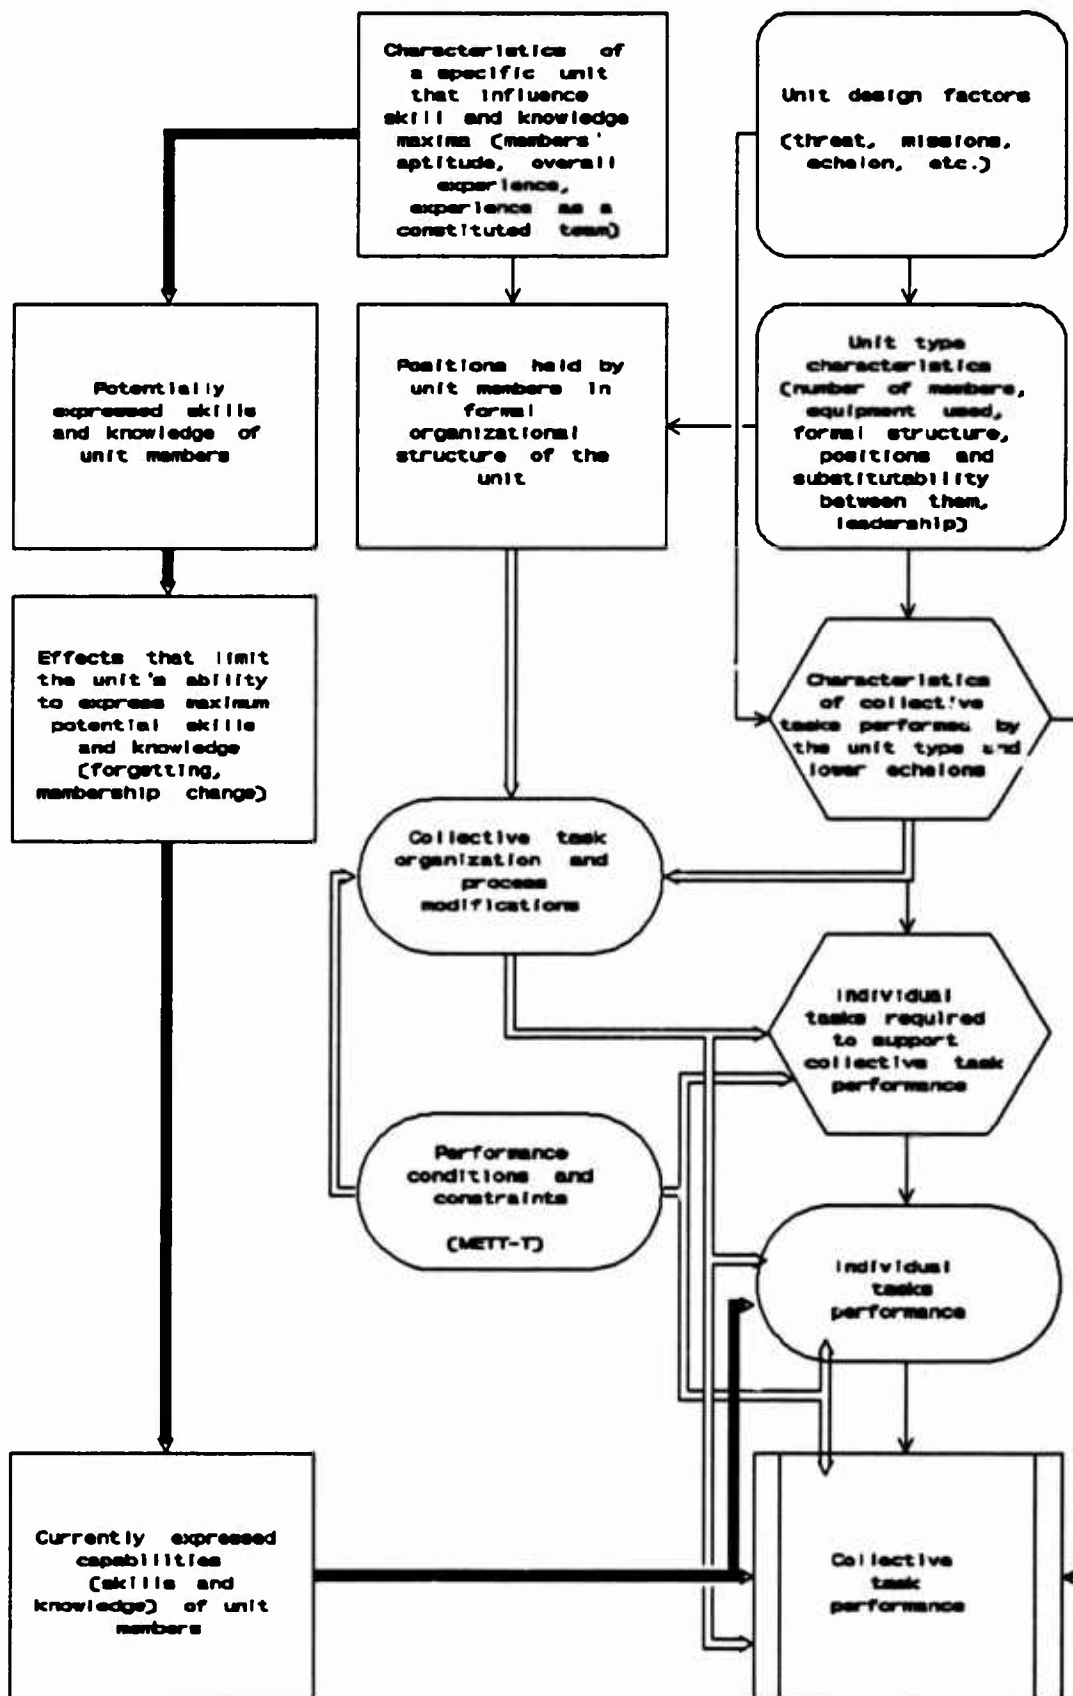 Characteristics of
a specific unit
that influence
skill and knowledge
maxima (members'
aptitude, overall
experience,
experience as a
constituted team)
Unit design factors
(threat, missions,
echelon, etc.)
Potentially
expressed skills
and knowledge of
unit members
Positions held by
unit members in
formal
organizational
structure of the
unit
Unit type
characteristics
(number of members,
equipment used,
formal structure,
positions and
substitutability
between them,
leadership)
Effects that limit
the unit's ability
to express maximum
potential skills
and knowledge
(forgetting,
membership change)
Characteristics
of collective
tasks performed by
the unit type and
lower echelons
Collective task
organization and
process
modifications
Individual
tasks required
to support
collective task
performance
Performance
conditions and
constraints
(METT-T)
Individual
tasks
performance
Currently expressed
capabilities
(skills and
knowledge) of unit
members
Collective
task
performance